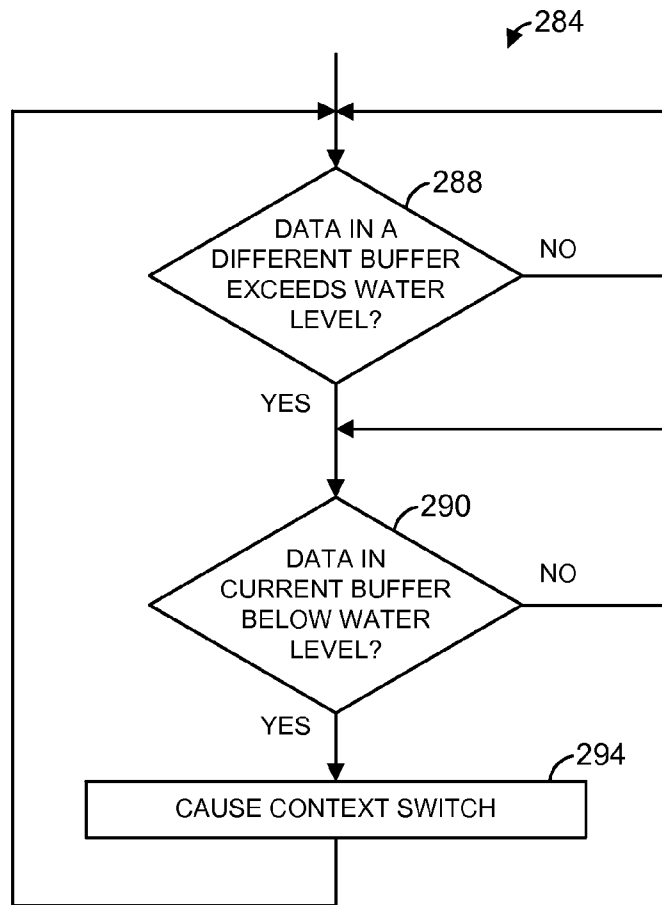 284
288
DATA IN A
DIFFERENT BUFFER
EXCEEDS WATER
LEVEL?
NO
YES
290
DATA IN
CURRENT BUFFER
BELOW WATER
LEVEL?
NO
YES
294
CAUSE CONTEXT SWITCH